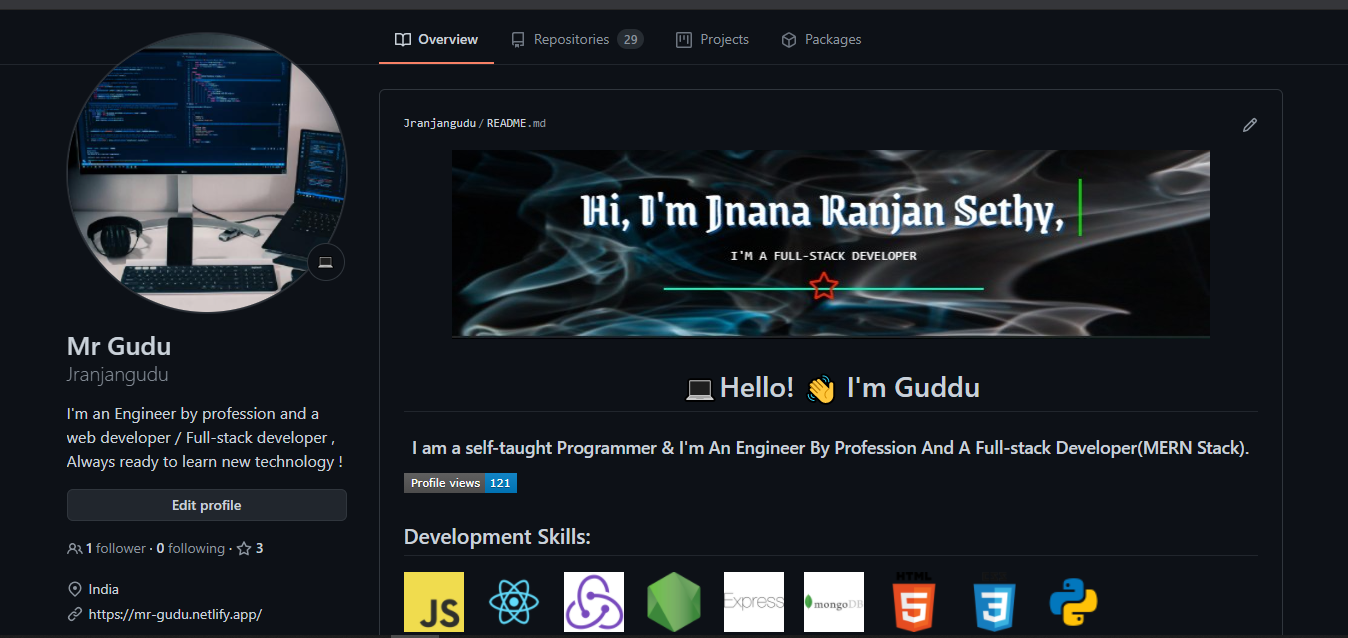 Overview
Repositories 29
Projects
Packages
Jranjangudu / README.md
Hi, I'm Jnana Ranjan Sethy,
I'M A FULL-STACK DEVELOPER
Mr Gudu
Jranjangudu
I'm an Engineer by profession and a
web developer / Full-stack developer ,
Always ready to learn new technology !
Edit profile
1 follower · 0 following · 3
India
https://mr-gudu.netlify.app/
Hello! 👋 I'm Guddu
I am a self-taught Programmer & I'm An Engineer By Profession And A Full-stack Developer(MERN Stack).
Profile views 121
Development Skills:
JS
Express
mongoDB
HTML
5
3